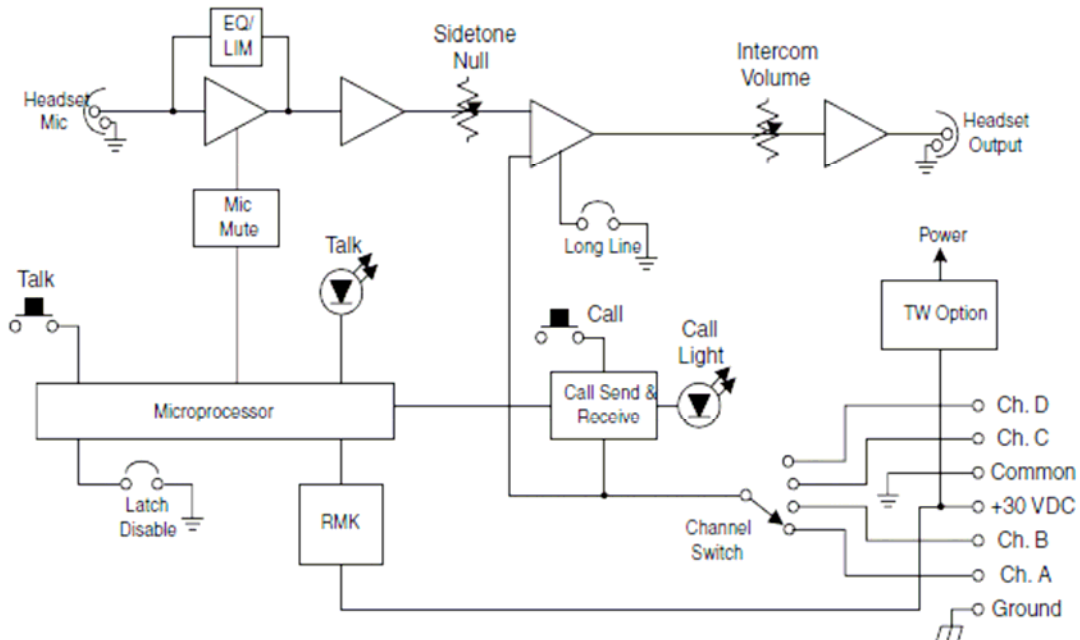 EQ/
LIM
Sidetone
Null
Intercom
Volume
Headset
Mic
Headset
Output
Mic
Mute
Long Line
Power
Talk
Talk
TW Option
Call
Call
Light
Microprocessor
Call Send &
Receive
Ch. D
Ch. C
Common
+30 VDC
Ch. B
Ch. A
Ground
Latch
Disable
RMK
Channel
Switch